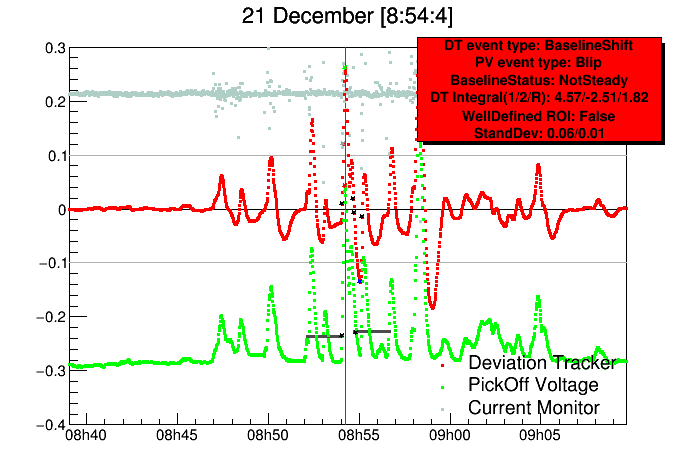 21 December [8:54:4]
DT event type: BaselineShift
PV event type: Blip
BaselineStatus: NotSteady
DT Integral(1/2/R): 4.57/-2.51/1.82
WellDefined ROI: False
StandDev: 0.06/0.01
0.3
0.2
0.1
0
−0.1
−0.2
−0.3
−0.4
Deviation Tracker
PickOff Voltage
Current Monitor
08h40 08h45 08h50 08h55 09h00 09h05